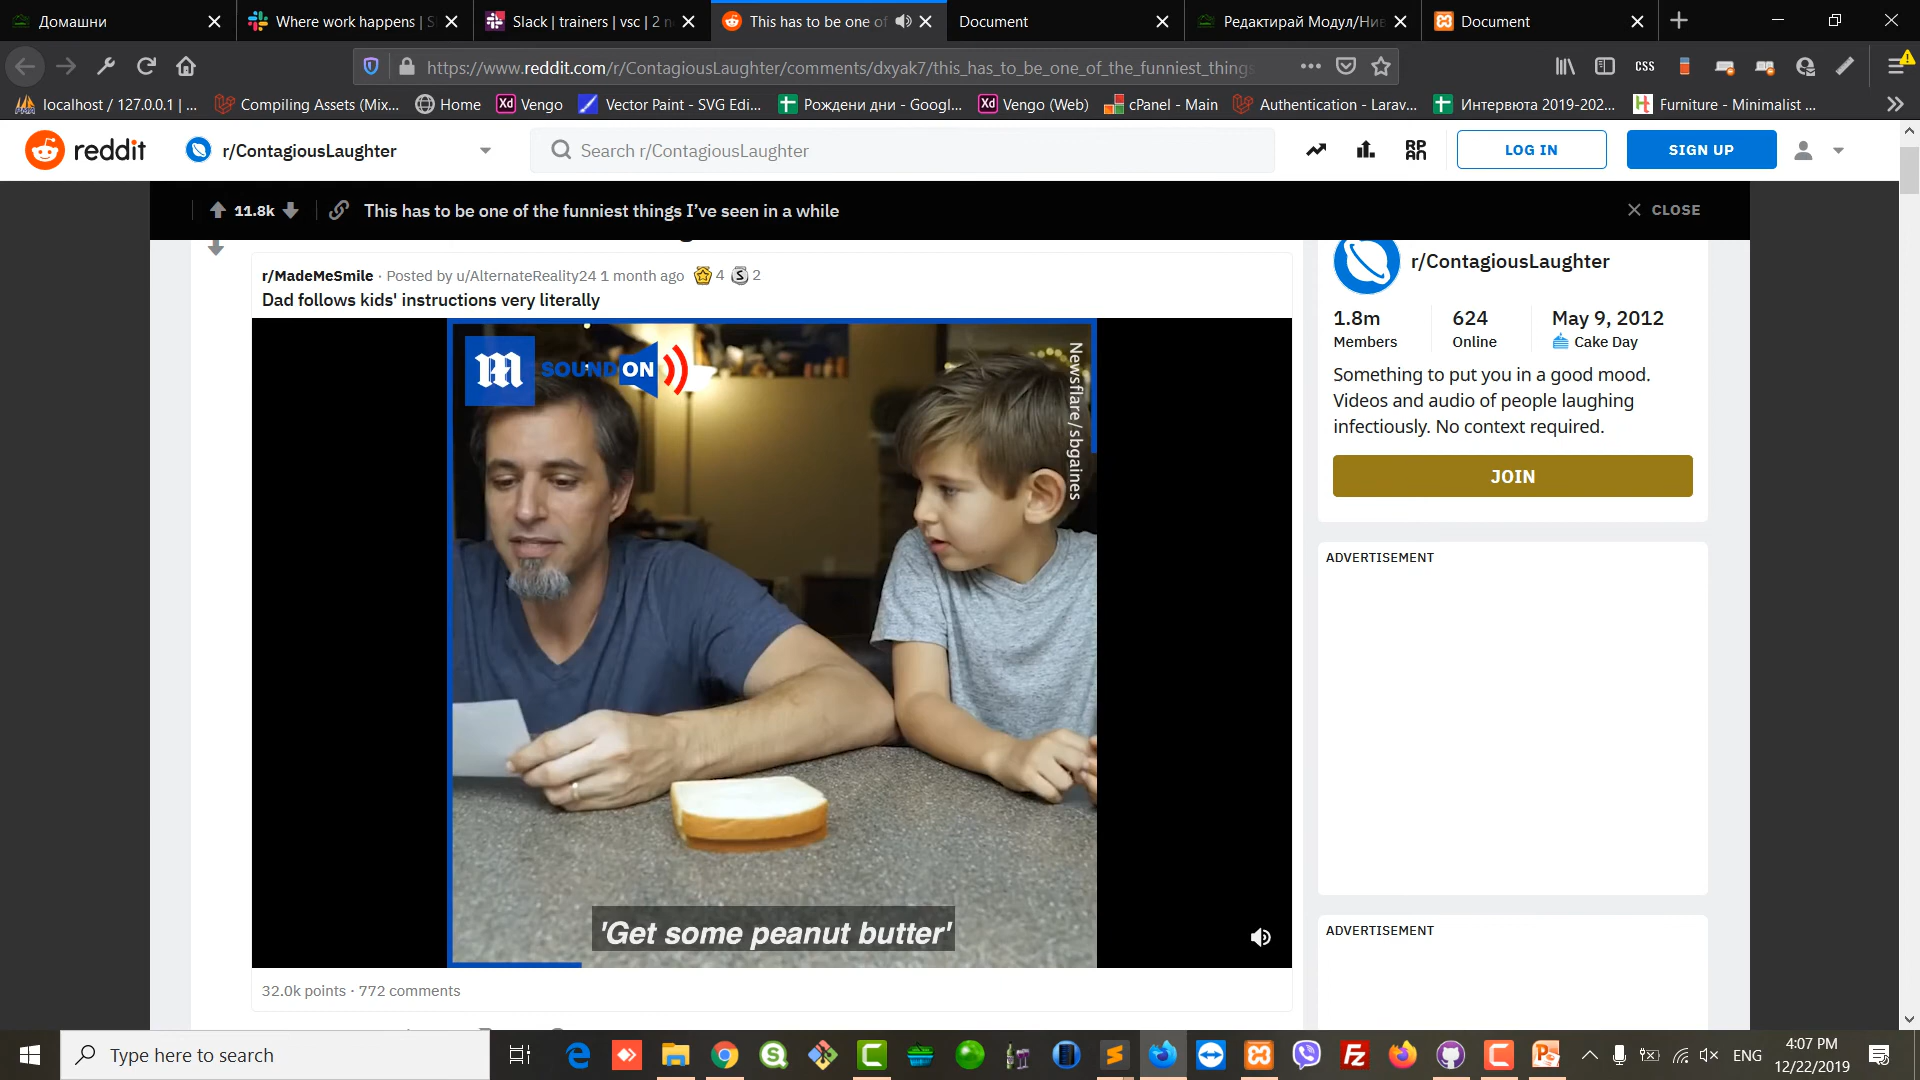 Домашни
Where work happens | S
Slack | trainers | vsc | 2 n
This has to be one of
Document
Редактирай Модул/Нив
Document
https://www.reddit.com/r/ContagiousLaughter/comments/dxyak7/this_has_to_be_one_of_the_funniest_things
CSS
localhost / 127.0.0.1 | ...
Compiling Assets (Mix...
Home
Xd Vengo
Vector Paint - SVG Edi...
Рождени дни - Googl...
Xd Vengo (Web)
cPanel - Main
Authentication - Larav...
Интервюта 2019-202...
Furniture - Minimalist ...
reddit
r/ContagiousLaughter
Search r/ContagiousLaughter
LOG IN
SIGN UP
11.8k
This has to be one of the funniest things I’ve seen in a while
CLOSE
r/MadeMeSmile · Posted by u/AlternateReality24 1 month ago 4 2
Dad follows kids' instructions very literally
SOUND ON
Newsflare/sbgaines
'Get some peanut butter'
32.0k points · 772 comments
r/ContagiousLaughter
1.8m
Members
624
Online
May 9, 2012
Cake Day
Something to put you in a good mood.
Videos and audio of people laughing
infectiously. No context required.
JOIN
ADVERTISEMENT
ADVERTISEMENT
Type here to search
ENG
4:07 PM
12/22/2019